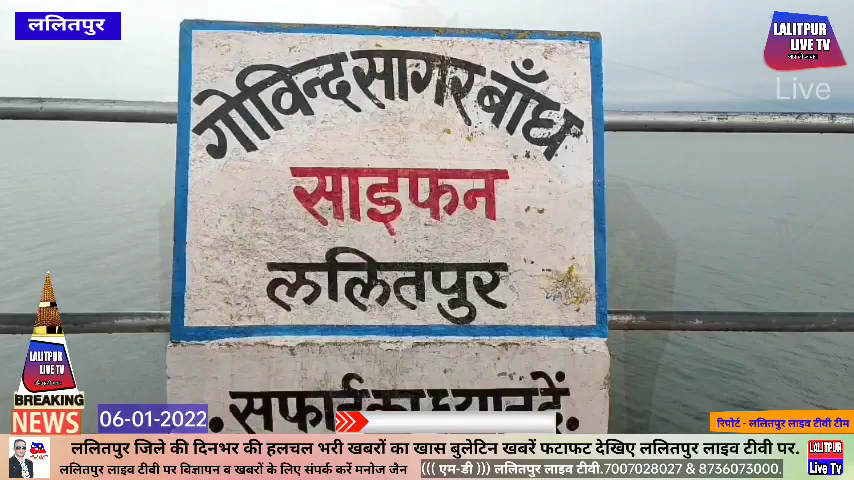 ललितपुर
LALITPUR
LIVE TV
Live
गोविन्द सागर बाँध
साइफन
ललितपुर
.सफाई का ध्यान दें.
LALITPUR
LIVE TV
BREAKING
NEWS
06-01-2022
रिपोर्ट - ललितपुर लाइव टीवी टीम
ललितपुर जिले की दिनभर की हलचल भरी खबरों का खास बुलेटिन खबरें फटाफट देखिए ललितपुर लाइव टीवी पर.
ललितपुर लाइव टीवी पर विज्ञापन व खबरों के लिए संपर्क करें मनोज जैन ((( एम-डी ))) ललितपुर लाइव टीवी.7007028027 & 8736073000.
LALITPUR
Live Tv